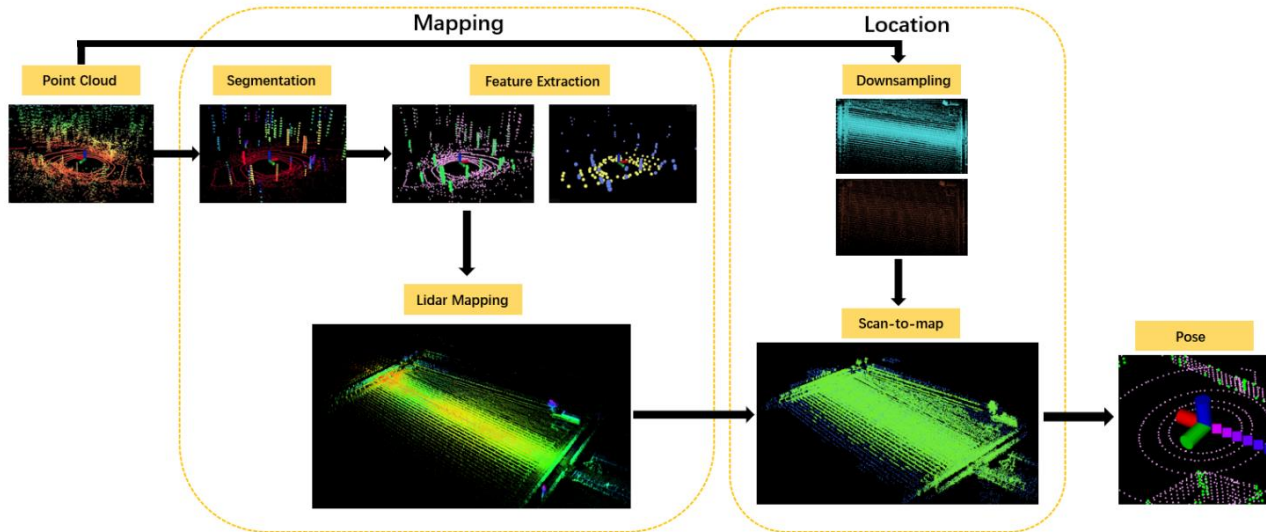 Mapping
Location
Point Cloud
Segmentation
Feature Extraction
Downsampling
Lidar Mapping
Scan-to-map
Pose